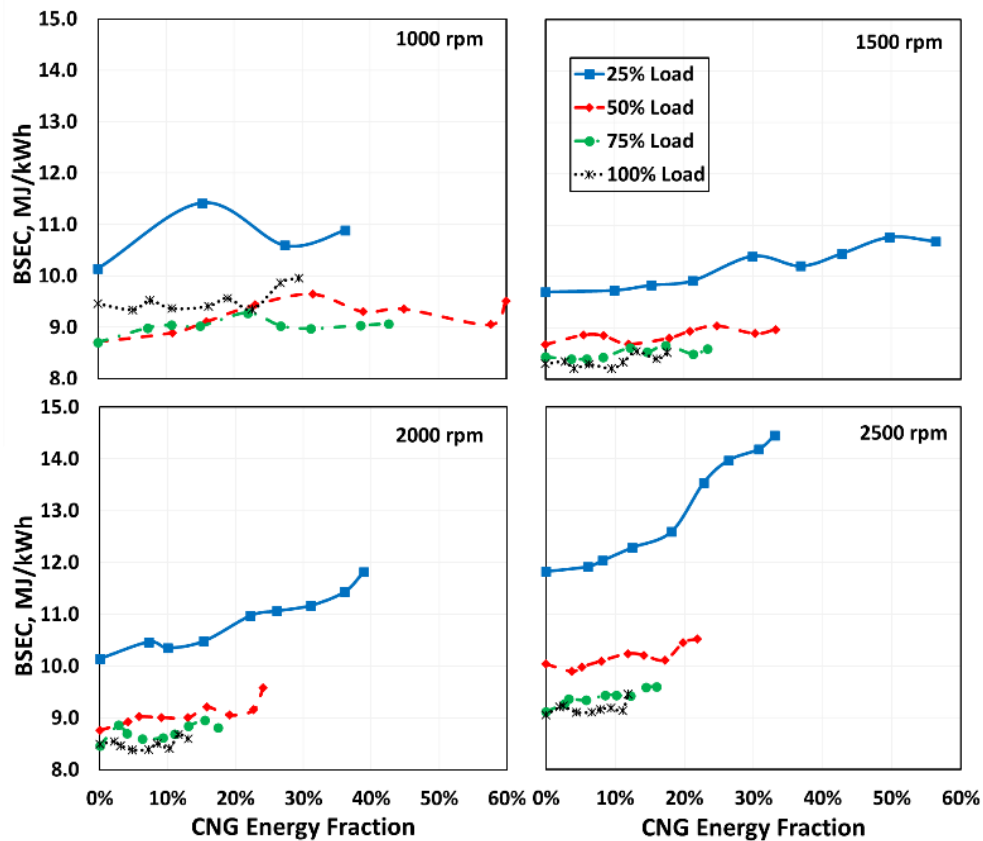 15.0
14.0
13.0
12.0
11.0
10.0
9.0
8.0
BSEC, MJ/kWh
1000 rpm
1500 rpm
25% Load
50% Load
75% Load
100% Load
15.0
14.0
13.0
12.0
11.0
10.0
9.0
8.0
BSEC, MJ/kWh
2000 rpm
2500 rpm
0% 10% 20% 30% 40% 50% 60%
0% 10% 20% 30% 40% 50% 60%
CNG Energy Fraction
CNG Energy Fraction